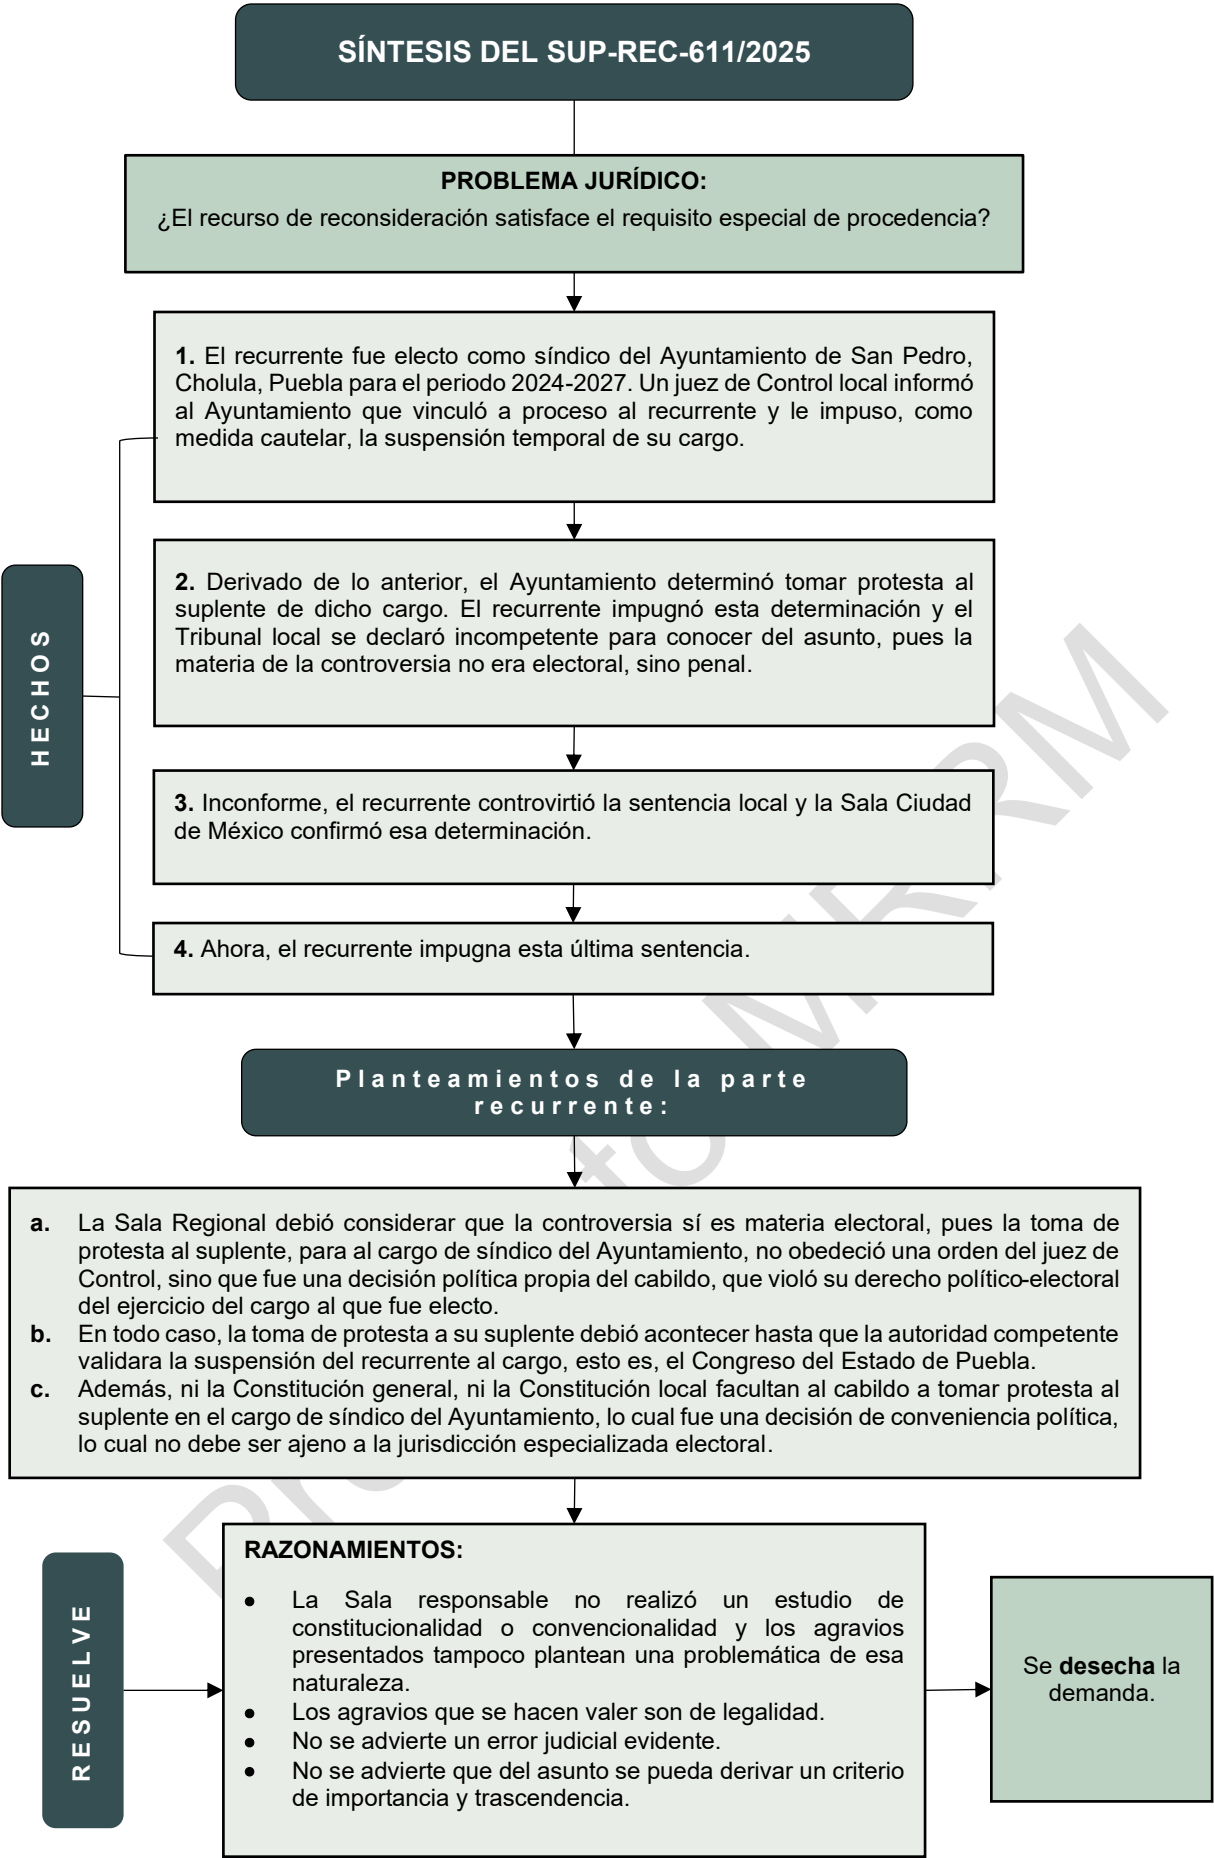 SÍNTESIS DEL SUP-REC-611/2025
PROBLEMA JURÍDICO:
¿El recurso de reconsideración satisface el requisito especial de procedencia?
HECHOS
1. El recurrente fue electo como síndico del Ayuntamiento de San Pedro,
Cholula, Puebla para el periodo 2024-2027. Un juez de Control local informó
al Ayuntamiento que vinculó a proceso al recurrente y le impuso, como
medida cautelar, la suspensión temporal de su cargo.
2. Derivado de lo anterior, el Ayuntamiento determinó tomar protesta al
suplente de dicho cargo. El recurrente impugnó esta determinación y el
Tribunal local se declaró incompetente para conocer del asunto, pues la
materia de la controversia no era electoral, sino penal.
3. Inconforme, el recurrente controvirtió la sentencia local y la Sala Ciudad
de México confirmó esa determinación.
4. Ahora, el recurrente impugna esta última sentencia.
Planteamientos de la parte
recurrente:
a. La Sala Regional debió considerar que la controversia sí es materia electoral, pues la toma de
protesta al suplente, para al cargo de síndico del Ayuntamiento, no obedeció una orden del juez de
Control, sino que fue una decisión política propia del cabildo, que violó su derecho político-electoral
del ejercicio del cargo al que fue electo.
b. En todo caso, la toma de protesta a su suplente debió acontecer hasta que la autoridad competente
validara la suspensión del recurrente al cargo, esto es, el Congreso del Estado de Puebla.
c. Además, ni la Constitución general, ni la Constitución local facultan al cabildo a tomar protesta al
suplente en el cargo de síndico del Ayuntamiento, lo cual fue una decisión de conveniencia política,
lo cual no debe ser ajeno a la jurisdicción especializada electoral.
RESUELVE
RAZONAMIENTOS:
• La Sala responsable no realizó un estudio de
constitucionalidad o convencionalidad y los agravios
presentados tampoco plantean una problemática de esa
naturaleza.
• Los agravios que se hacen valer son de legalidad.
• No se advierte un error judicial evidente.
• No se advierte que del asunto se pueda derivar un criterio
de importancia y trascendencia.
Se desecha la
demanda.